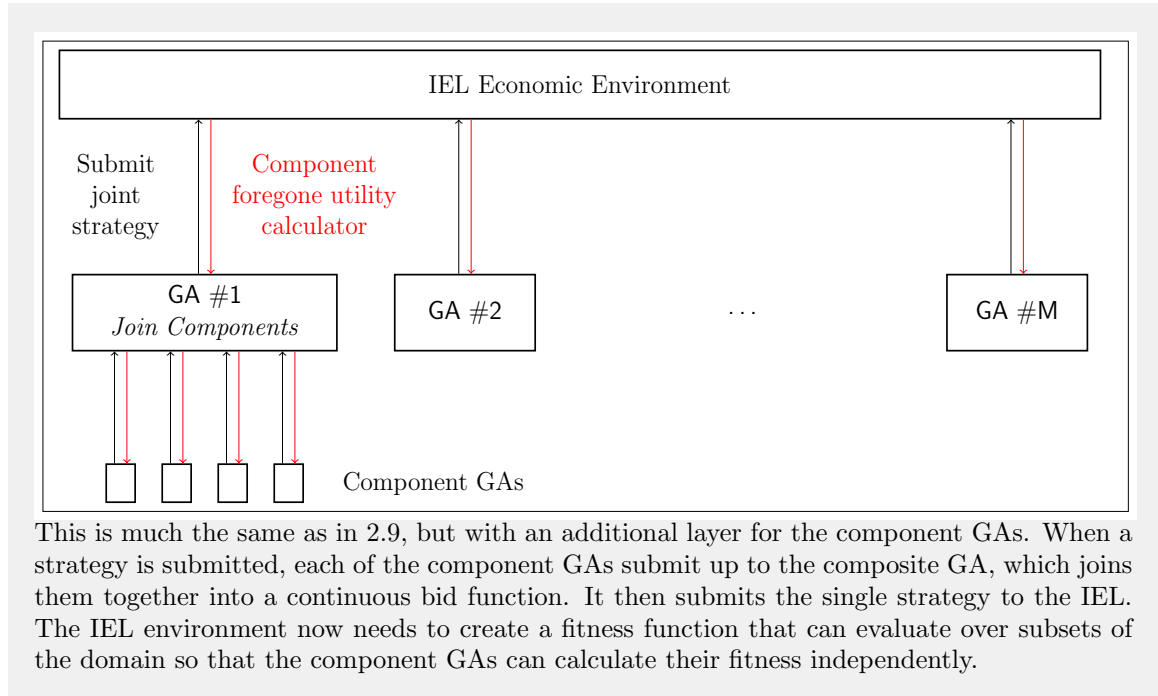 IEL Economic Environment
Submit
joint
strategy
Component
foregone utility
calculator
GA #1
Join Components
GA #2
...
GA #M
Component GAs
This is much the same as in 2.9, but with an additional layer for the component GAs. When a
strategy is submitted, each of the component GAs submit up to the composite GA, which joins
them together into a continuous bid function. It then submits the single strategy to the IEL.
The IEL environment now needs to create a fitness function that can evaluate over subsets of
the domain so that the component GAs can calculate their fitness independently.